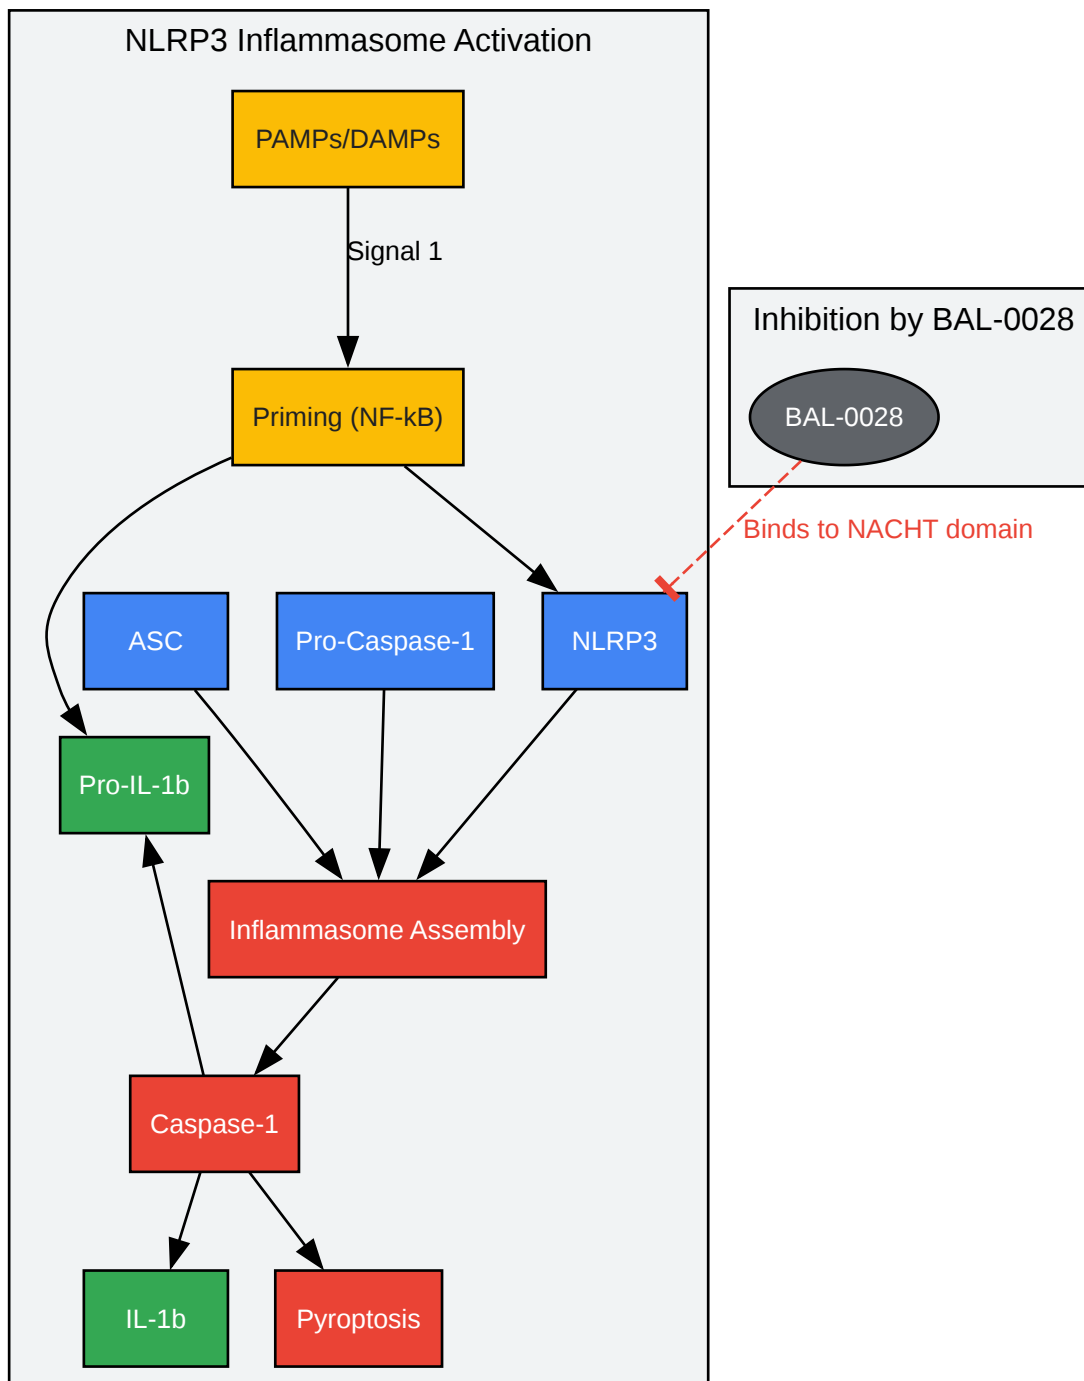 NLRP3 Inflammasome Activation
PAMPs/DAMPs
Signal 1
Inhibition by BAL-0028
Priming (NF-kB)
BAL-0028
Binds to NACHT domain
ASC
Pro-Caspase-1
NLRP3
Pro-IL-1b
Inflammasome Assembly
Caspase-1
IL-1b
Pyroptosis